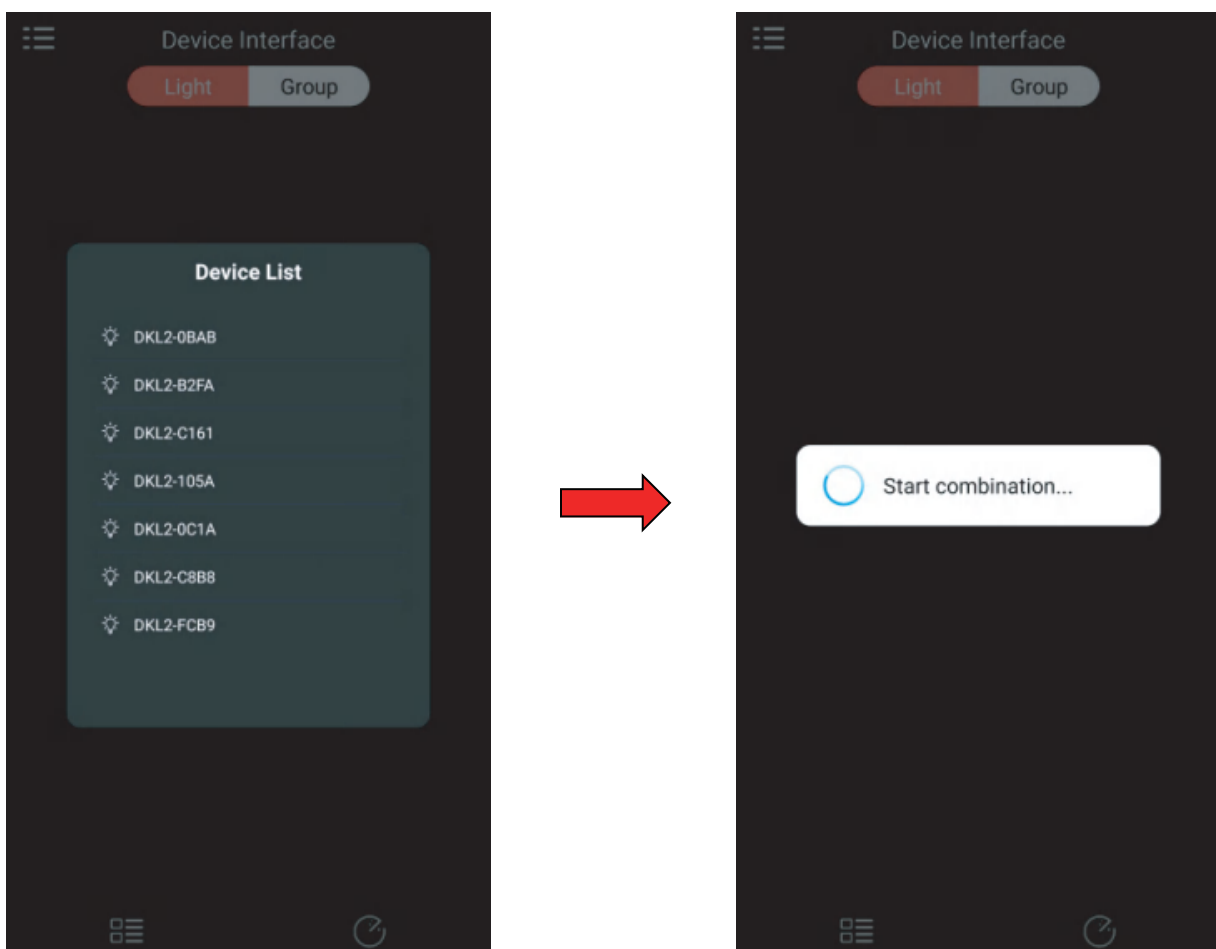 Device Interface
Light Group
Device List
DKL2-0BAB
DKL2-B2FA
DKL2-C161
DKL2-105A
DKL2-0C1A
DKL2-C8B8
DKL2-FCB9
Device Interface
Light Group
Start combination...